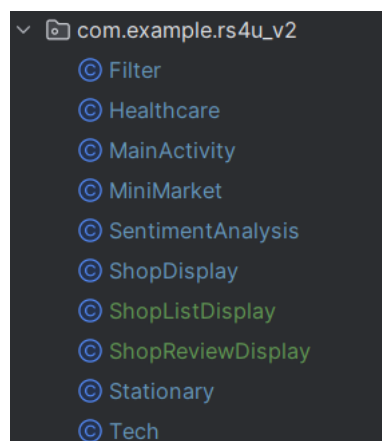 com.example.rs4u_v2
Filter
Healthcare
MainActivity
MiniMarket
SentimentAnalysis
ShopDisplay
ShopListDisplay
ShopReviewDisplay
Stationary
Tech